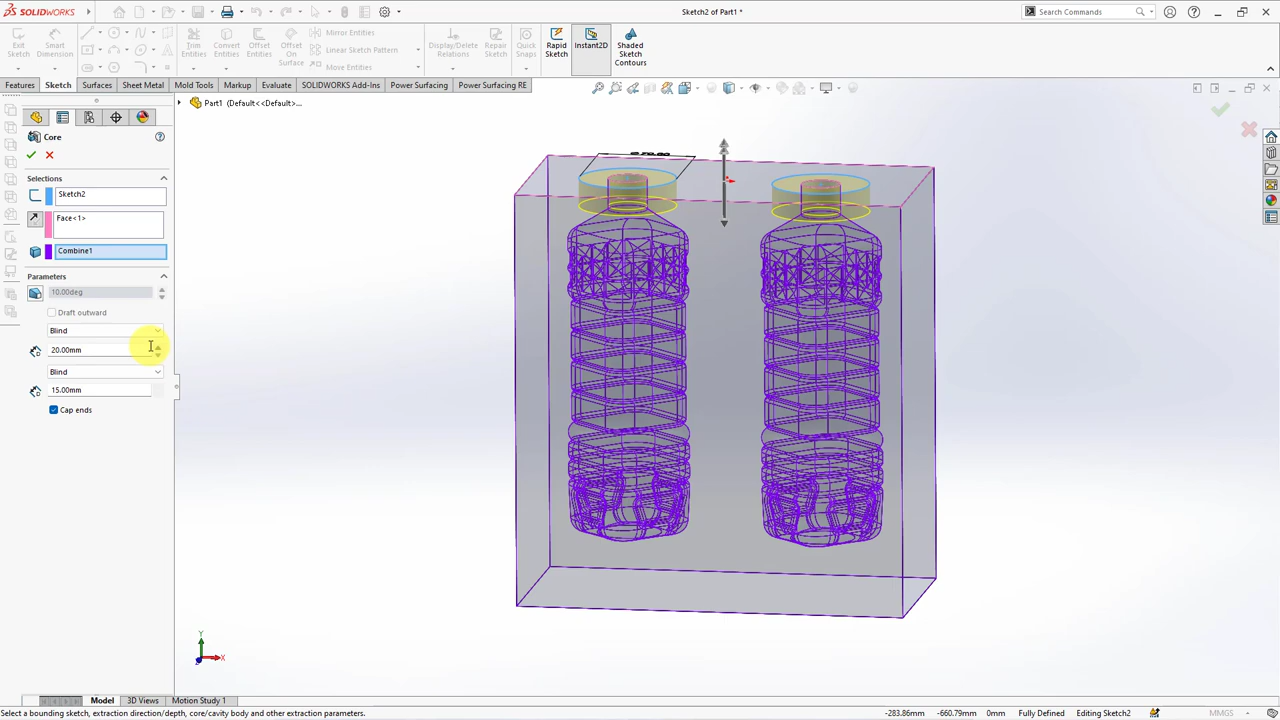 SOLIDWORKS
Sketch2 of Part1 *
Search Commands
Exit Sketch
Smart Dimension
Trim Entities
Convert Entities
Offset Entities
Offset On Surface
Mirror Entities
Linear Sketch Pattern
Move Entities
Display/Delete Relations
Repair Sketch
Quick Snaps
Rapid Sketch
Instant2D
Shaded Sketch Contours
Features
Sketch
Surfaces
Sheet Metal
Mold Tools
Markup
Evaluate
SOLIDWORKS Add-Ins
Power Surfacing
Power Surfacing RE
Part1 (Default<<Default>...
Core
Selections
Sketch2
Face<1>
Combine1
Parameters
10.00deg
Draft outward
Blind
20.00mm
Blind
15.00mm
Cap ends
Y
X
Z
Model
3D Views
Motion Study 1
Select a bounding sketch, extraction direction/depth, core/cavity body and other extraction parameters.
-283.86mm
-660.79mm
0mm
Fully Defined
Editing Sketch2
MMGS